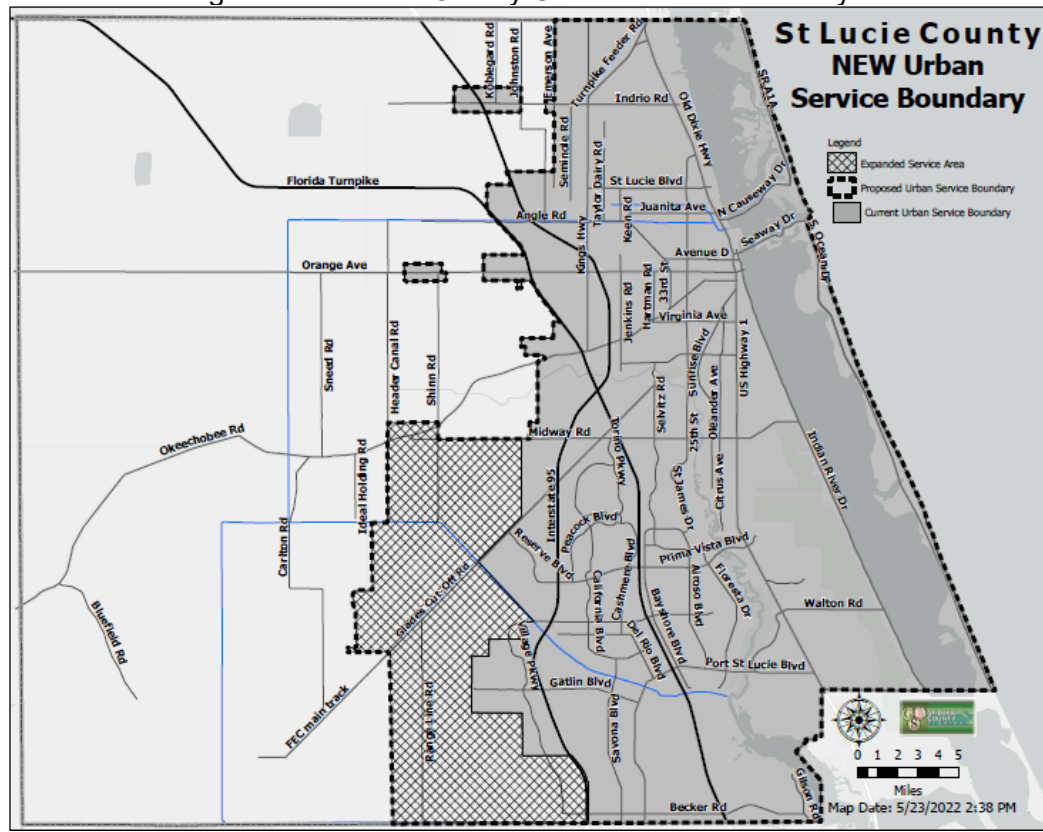 St Lucie County
NEW Urban
Service Boundary
Legend
Expanded Service Area
Proposed Urban Service Boundary
Current Urban Service Boundary
Koblegard Rd
Johnston Rd
Emerson Ave
Turnpike Feeder Rd
Indrio Rd
Old Dixie Hwy
SR A1A
Seminole Rd
Taylor Dairy Rd
Florida Turnpike
St Lucie Blvd
Juanita Ave
N Causeway Dr
Angle Rd
Keen Rd
Kings Hwy
Seaway Dr
S. Ocean Dr
Avenue D
Orange Ave
33rd St
Hartman Rd
Jenkins Rd
Virginia Ave
US Highway 1
Sunrise Blvd
Oleander Ave
Sneed Rd
Header Canal Rd
Shinn Rd
Selvitz Rd
25th St
Okeechobee Rd
Midway Rd
Torino Pkwy
Indian River Dr
Ideal Holding Rd
Interstate 95
St James Dr
Citrus Ave
Carlton Rd
Peacock Blvd
Reserve Blvd
Prima Vista Blvd
Glades Cut Off Rd
California Blvd
Cashmere Blvd
Bayshore Blvd
Airoso Blvd
Floresta Dr
Walton Rd
Bluefield Rd
Village Pkwy
Del Rio Blvd
Port St Lucie Blvd
Gatlin Blvd
FEC main track
Range Line Rd
Savona Blvd
Gilson Rd
Becker Rd
0 1 2 3 4 5
Miles
Map Date: 5/23/2022 2:38 PM